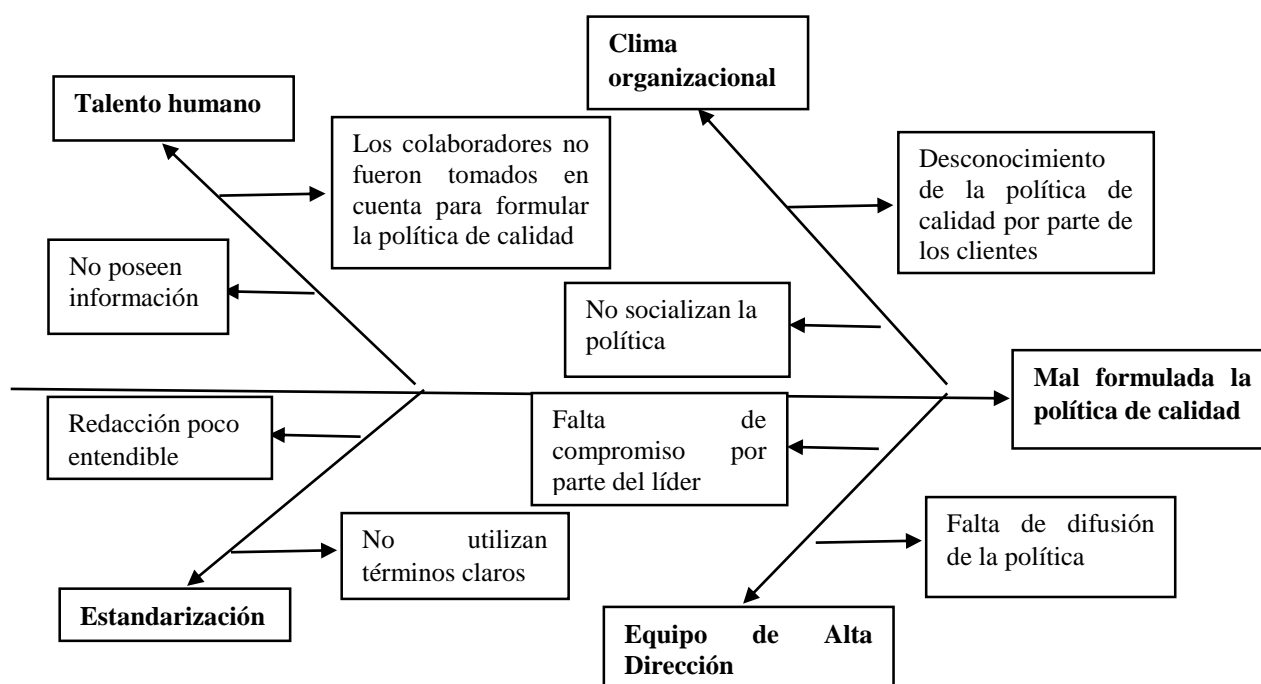 Clima
organizacional
Talento humano
Los colaboradores no
fueron tomados en
cuenta para formular
la política de calidad
Desconocimiento
de la política de
calidad por parte de
los clientes
No poseen
información
No socializan la
política
Mal formulada la
política de calidad
Redacción poco
entendible
Falta de
compromiso por
parte del líder
No utilizan
términos claros
Falta de difusión
de la política
Estandarización
Equipo de Alta
Dirección